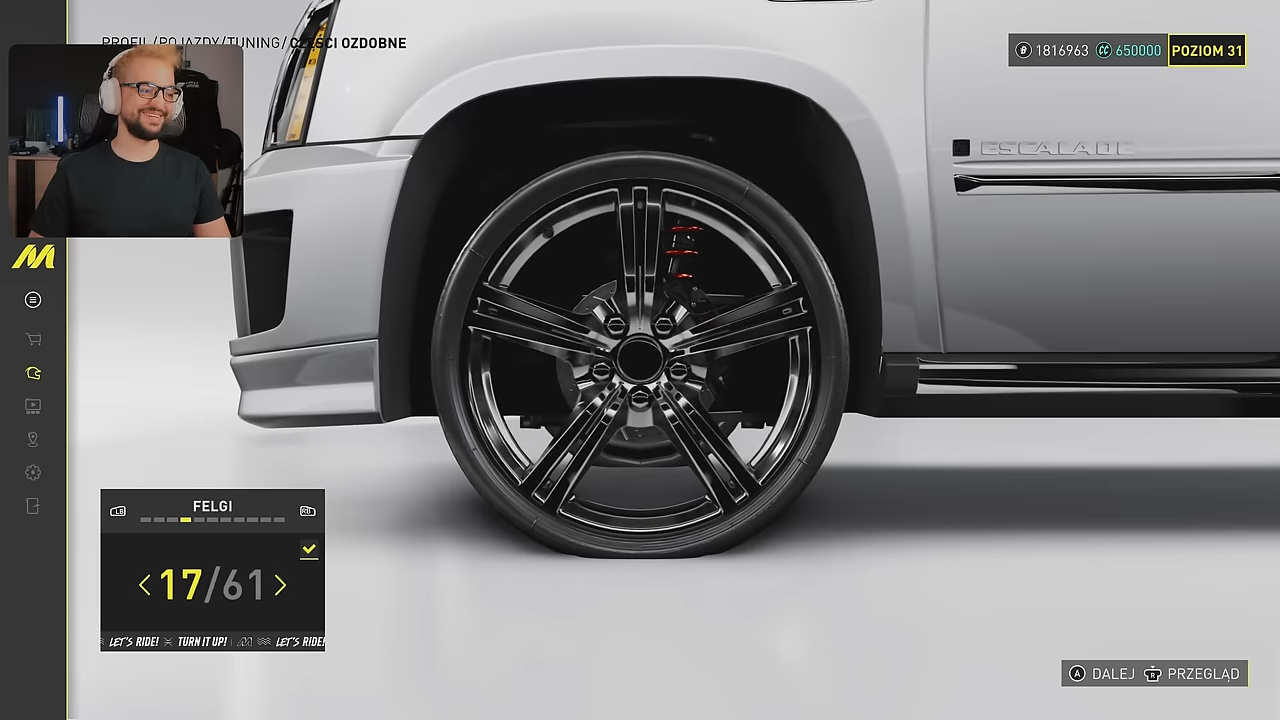 PROFIL/POJAZDY/TUNING/CZĘŚCI OZDOBNE
1816963 CC 650000 POZIOM 31
ESCALADE
LB FELGI RB
17/61
LET'S RIDE! TURN IT UP! LET'S RIDE!
A DALEJ R PRZEGLĄD